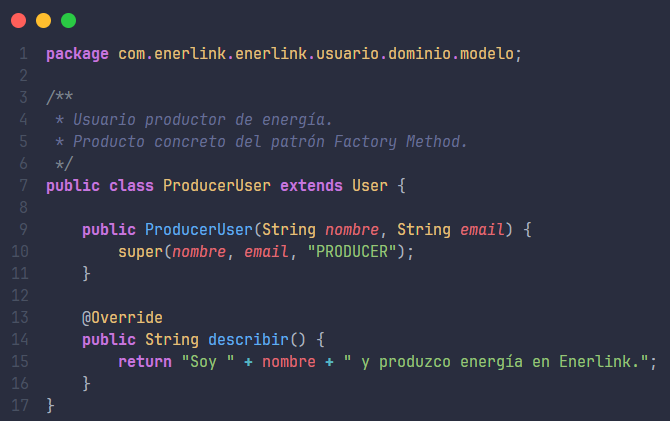 1 package com.enerlink.enerlink.usuario.dominio.modelo;
2
3 /**
4  * Usuario productor de energía.
5  * Producto concreto del patrón Factory Method.
6  */
7 public class ProducerUser extends User {
8
9     public ProducerUser(String nombre, String email) {
10         super(nombre, email, "PRODUCER");
11     }
12
13     @Override
14     public String describir() {
15         return "Soy " + nombre + " y produzco energía en Enerlink.";
16     }
17 }